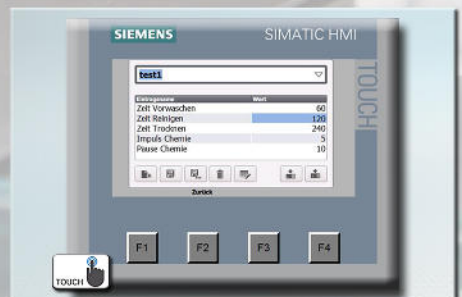 SIEMENS
SIMATIC HMI
TOUCH
test1
Eintragsname Wert
Zeit Vorwaschen 60
Zeit Reinigen 120
Zeit Trocknen 240
Impuls Chemie 5
Pause Chemie 10
Zurück
F1 F2 F3 F4
TOUCH